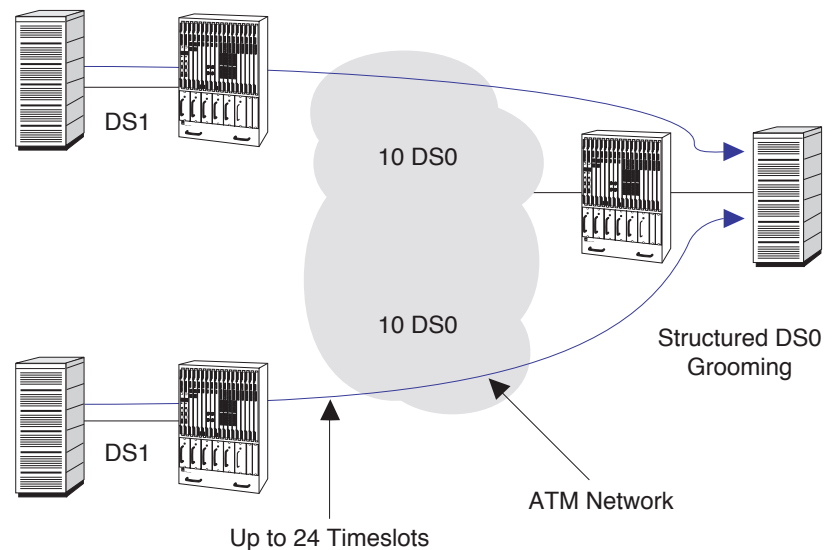 DS1
10 DS0
10 DS0
Structured DS0
Grooming
DS1
ATM Network
Up to 24 Timeslots